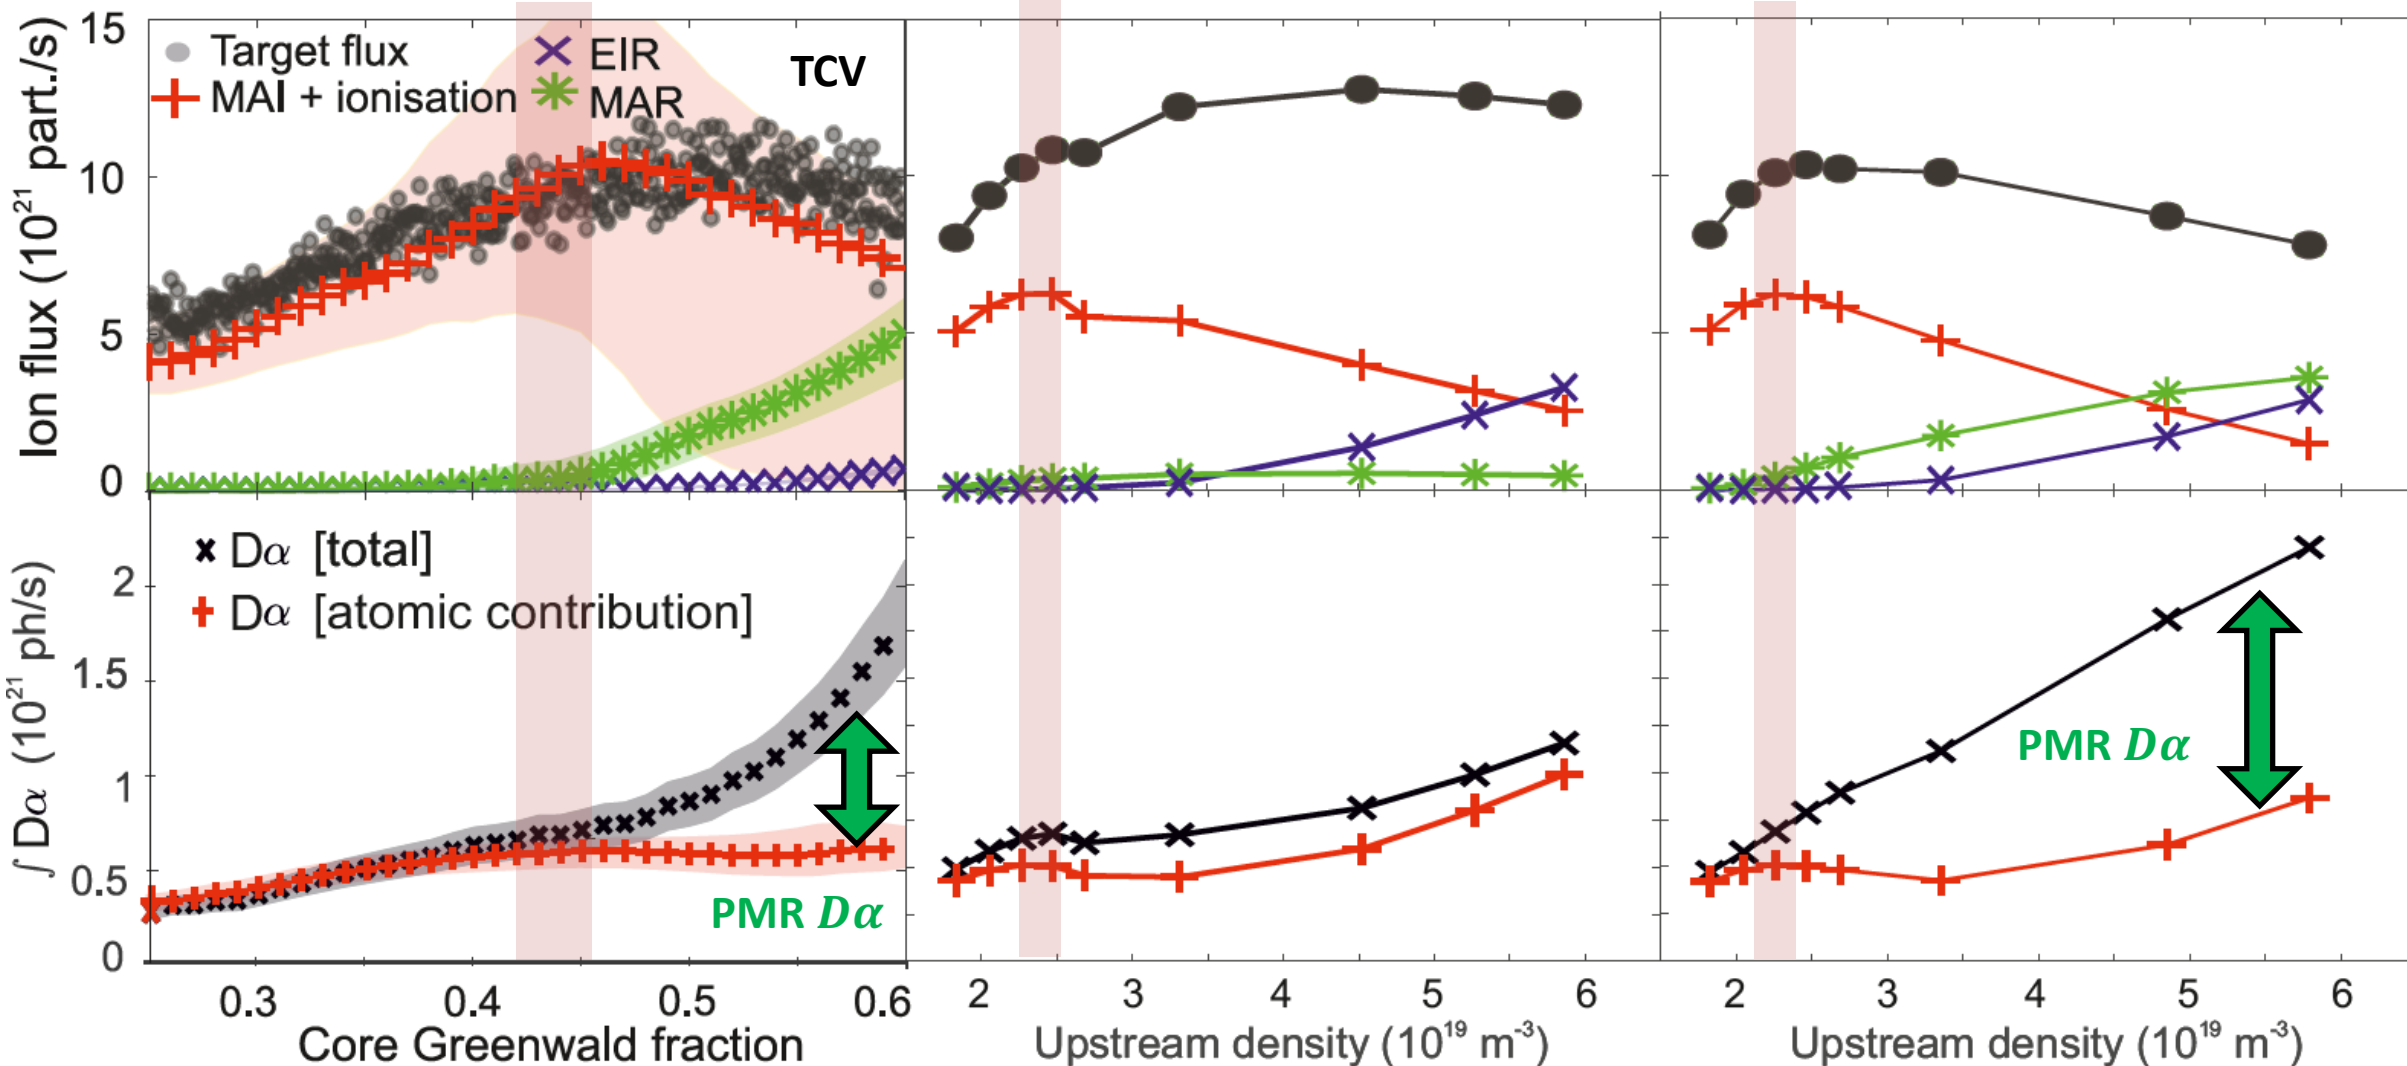 Ion flux (10²¹ part./s)
15
10
5
0
Target flux
MAI + ionisation
EIR
MAR
TCV
∫Dα (10²¹ ph/s)
2
1.5
1
0.5
0
Dα [total]
Dα [atomic contribution]
PMR Dα
PMR Dα
0.3 0.4 0.5 0.6
Core Greenwald fraction
2 3 4 5 6
Upstream density (10¹⁹ m⁻³)
2 3 4 5 6
Upstream density (10¹⁹ m⁻³)